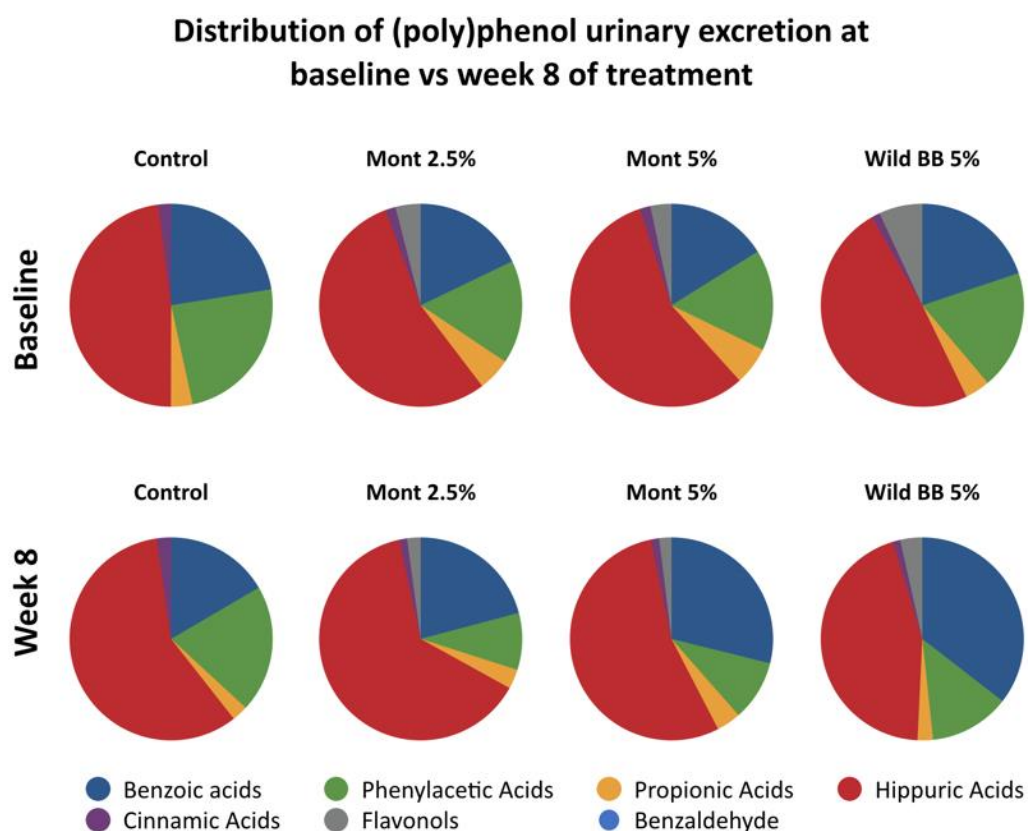 Distribution of (poly)phenol urinary excretion at
baseline vs week 8 of treatment
Control Mont 2.5% Mont 5% Wild BB 5%
Baseline
Control Mont 2.5% Mont 5% Wild BB 5%
Week 8
Benzoic acids Phenylacetic Acids Propionic Acids Hippuric Acids
Cinnamic Acids Flavonols Benzaldehyde